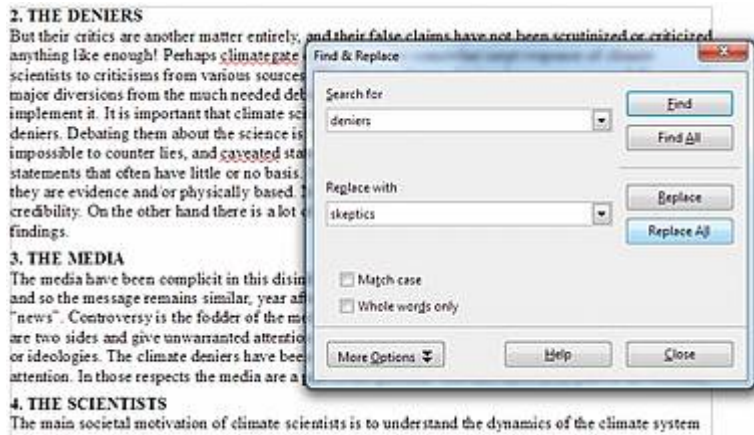 2. THE DENIERS
But their critics are another matter entirely, and their false claims have not been scrutinized or criticized
anything like enough! Perhaps climategate
scientists to criticisms from various sources
major diversions from the much needed
implement it. It is important that climate
deniers. Debating them about the science is
impossible to counter lies, and caveated
statements that often have little or no basis.
they are evidence and/or physically based.
credibility. On the other hand there is a lot
findings.
3. THE MEDIA
The media have been complicit in this
and so the message remains similar, year
"news". Controversy is the fodder of the
are two sides and give unwarranted
or ideologies. The climate deniers have
attention. In those respects the media are a
4. THE SCIENTISTS
The main societal motivation of climate scientists is to understand the dynamics of the climate system
Find & Replace
Search for
deniers
Find
Find All
Replace with
skeptics
Replace
Replace All
Match case
Whole words only
More Options
Help
Close